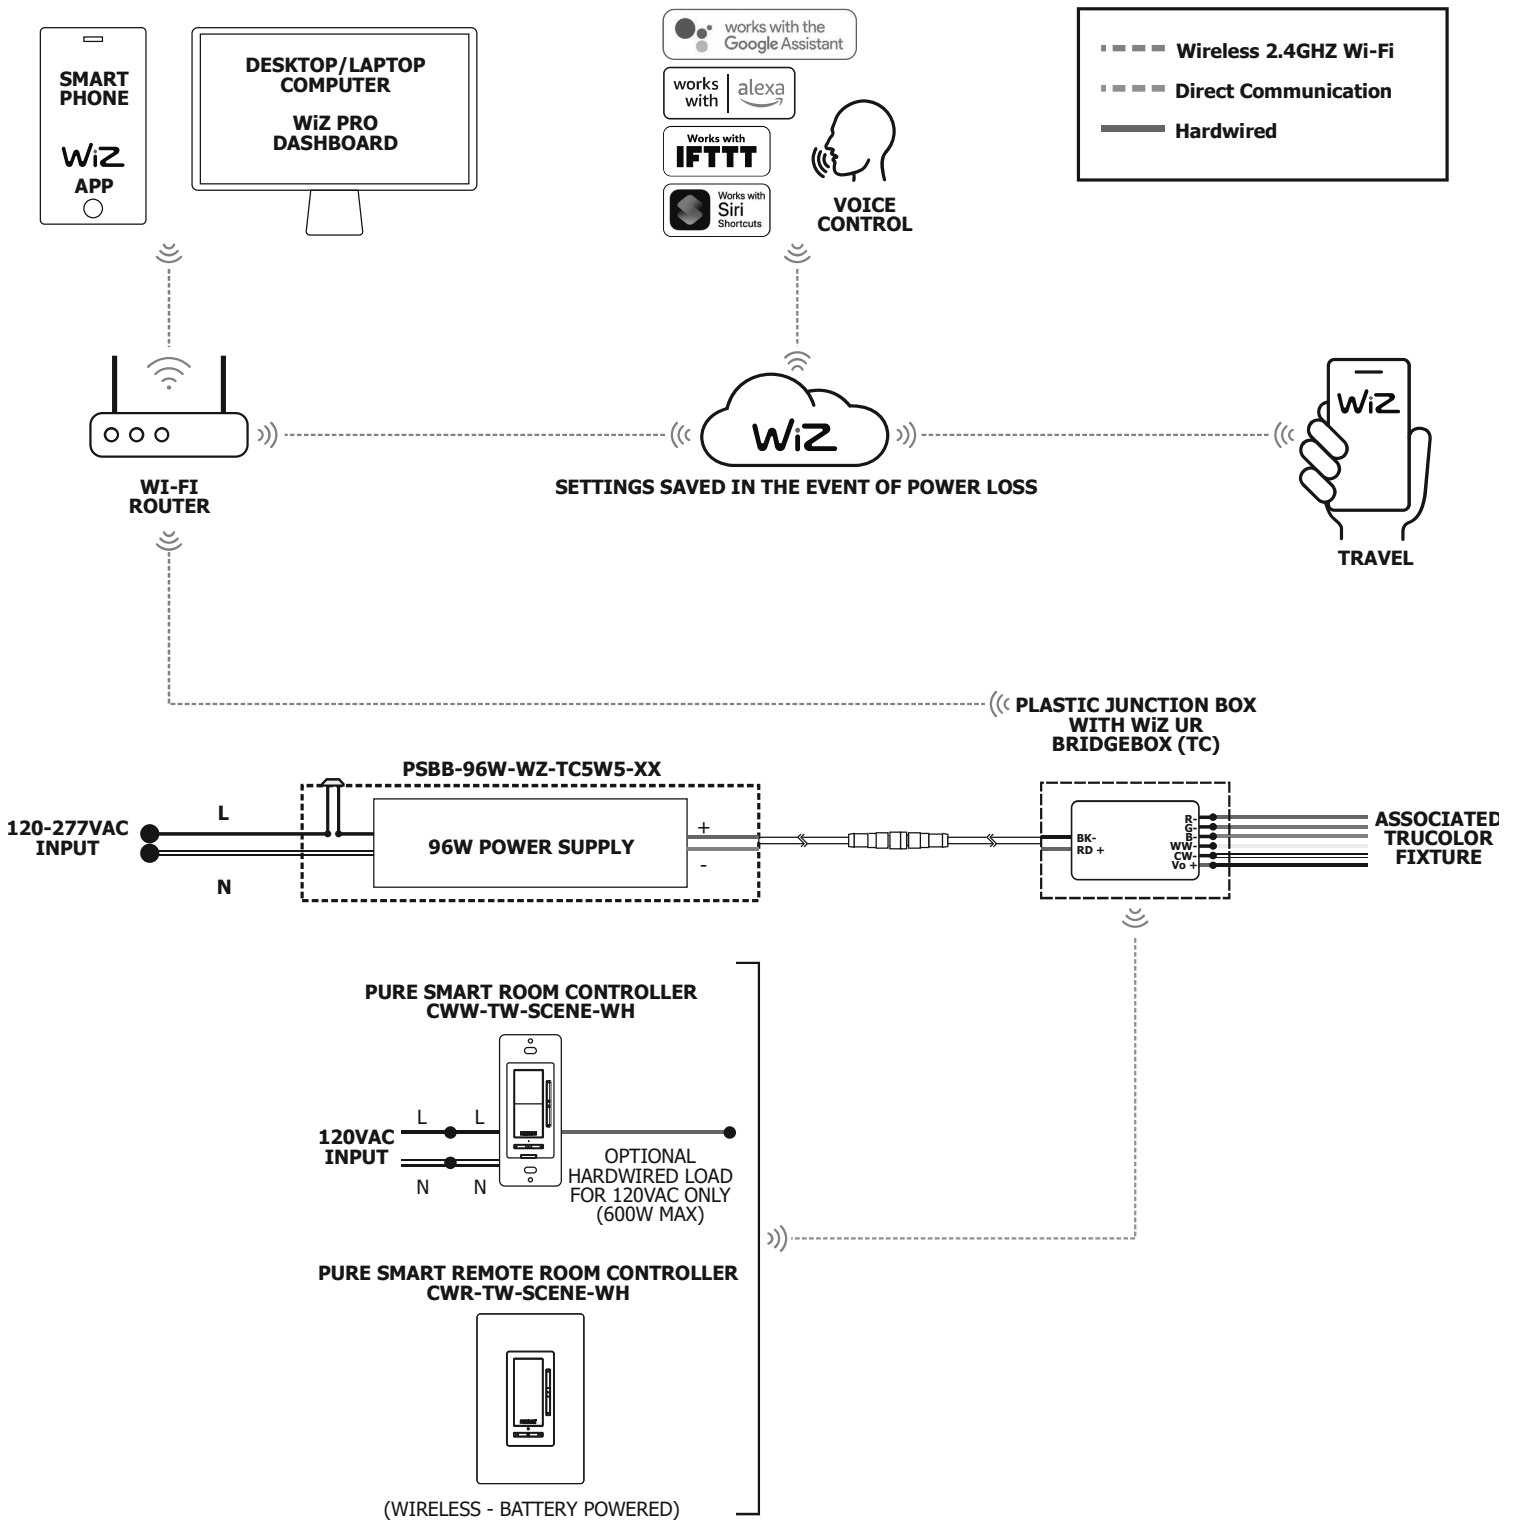 SMART
PHONE
WiZ
APP
DESKTOP/LAPTOP
COMPUTER
WiZ PRO
DASHBOARD
works with the
Google Assistant
works
with
alexa
Works with
IFTTT
Works with
Siri
Shortcuts
VOICE
CONTROL
Wireless 2.4GHZ Wi-Fi
Direct Communication
Hardwired
WI-FI
ROUTER
WiZ
SETTINGS SAVED IN THE EVENT OF POWER LOSS
WiZ
TRAVEL
PLASTIC JUNCTION BOX
WITH WiZ UR
BRIDGEBOX (TC)
PSBB-96W-WZ-TC5W5-XX
120-277VAC
INPUT
L
N
96W POWER SUPPLY
+
-
BK-
RD +
R-
G-
B-
WW-
CW-
Vo +
ASSOCIATED
TRUCOLOR
FIXTURE
PURE SMART ROOM CONTROLLER
CWW-TW-SCENE-WH
120VAC
INPUT
L L
N N
OPTIONAL
HARDWIRED LOAD
FOR 120VAC ONLY
(600W MAX)
PURE SMART REMOTE ROOM CONTROLLER
CWR-TW-SCENE-WH
(WIRELESS - BATTERY POWERED)